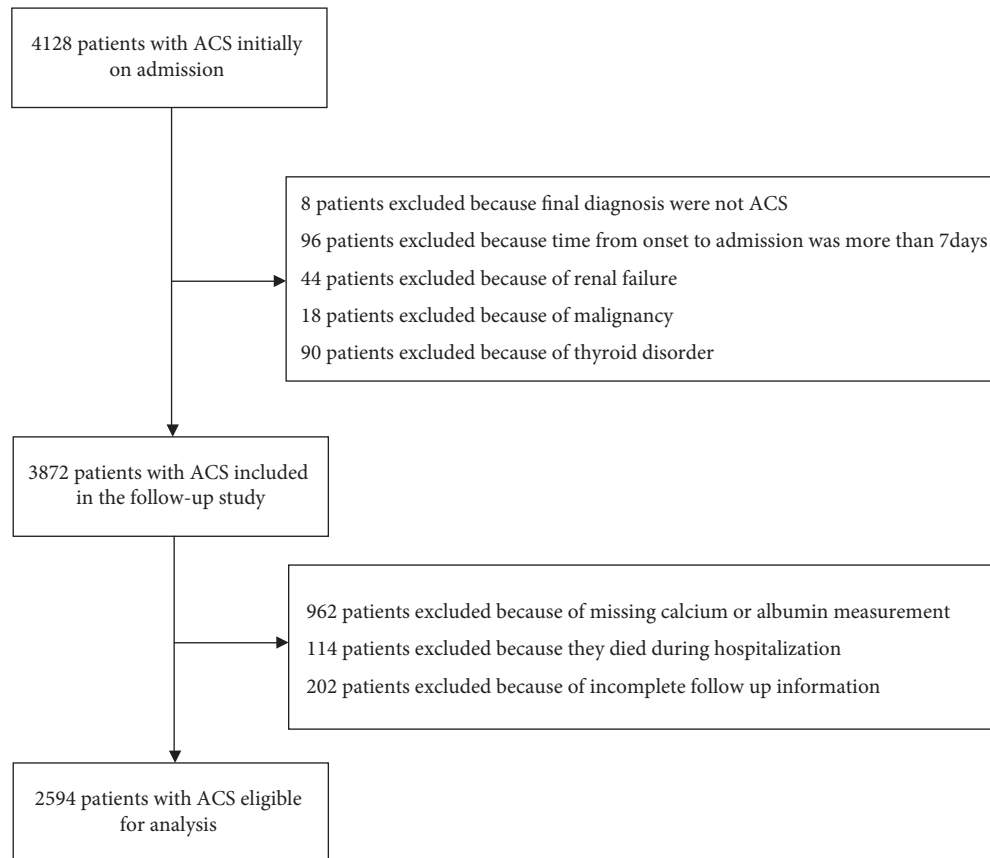 4128 patients with ACS initially
on admission
8 patients excluded because final diagnosis were not ACS
96 patients excluded because time from onset to admission was more than 7days
44 patients excluded because of renal failure
18 patients excluded because of malignancy
90 patients excluded because of thyroid disorder
3872 patients with ACS included
in the follow-up study
962 patients excluded because of missing calcium or albumin measurement
114 patients excluded because they died during hospitalization
202 patients excluded because of incomplete follow up information
2594 patients with ACS eligible
for analysis